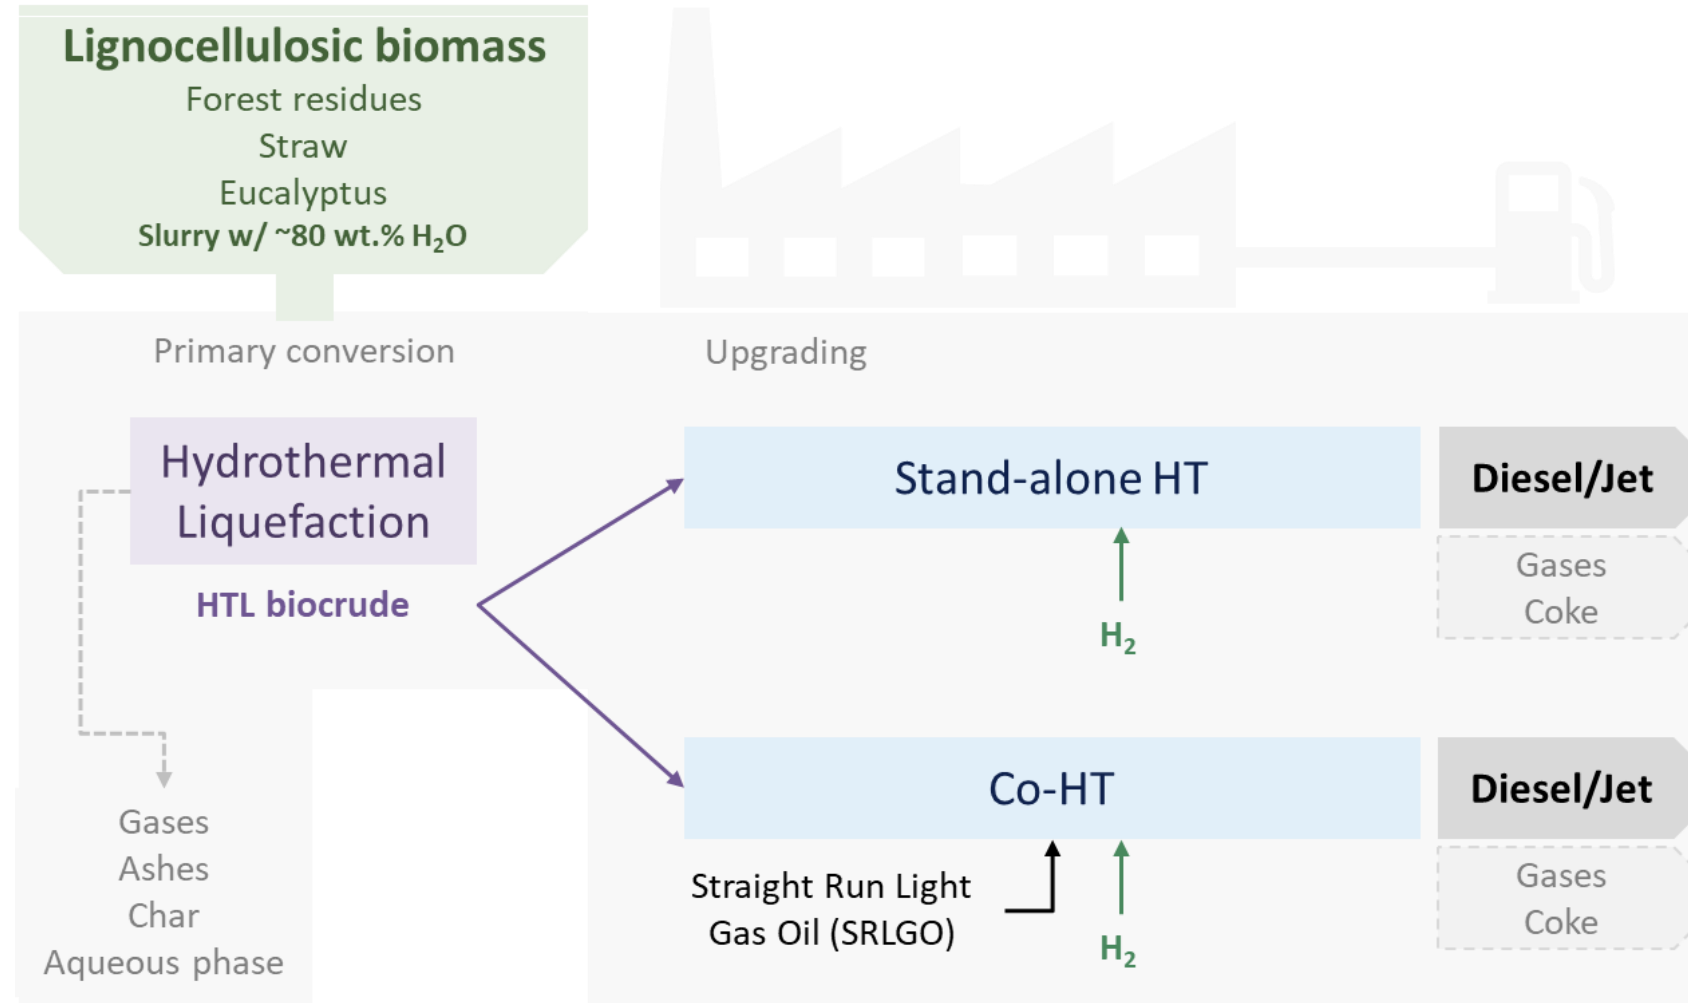 Lignocellulosic biomass
Forest residues
Straw
Eucalyptus
Slurry w/ ~80 wt.% H₂O
Primary conversion
Upgrading
Hydrothermal
Liquefaction
HTL biocrude
Gases
Ashes
Char
Aqueous phase
Stand-alone HT
H₂
Diesel/Jet
Gases
Coke
Co-HT
Straight Run Light
Gas Oil (SRLGO)
H₂
Diesel/Jet
Gases
Coke